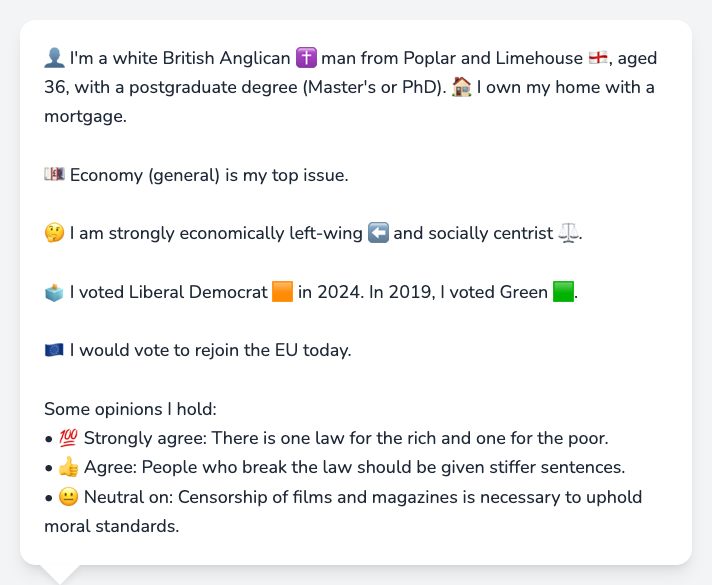 👤 I'm a white British Anglican ✝️ man from Poplar and Limehouse 🏴󠁧󠁢󠁥󠁮󠁧󠁿, aged
36, with a postgraduate degree (Master's or PhD). 🏠 I own my home with a
mortgage.
💷 Economy (general) is my top issue.
🤔 I am strongly economically left-wing ⬅️ and socially centrist ⚖️.
🗳️ I voted Liberal Democrat 🟧 in 2024. In 2019, I voted Green 🟩.
🇪🇺 I would vote to rejoin the EU today.
Some opinions I hold:
• 💯 Strongly agree: There is one law for the rich and one for the poor.
• 👍 Agree: People who break the law should be given stiffer sentences.
• 😐 Neutral on: Censorship of films and magazines is necessary to uphold
moral standards.